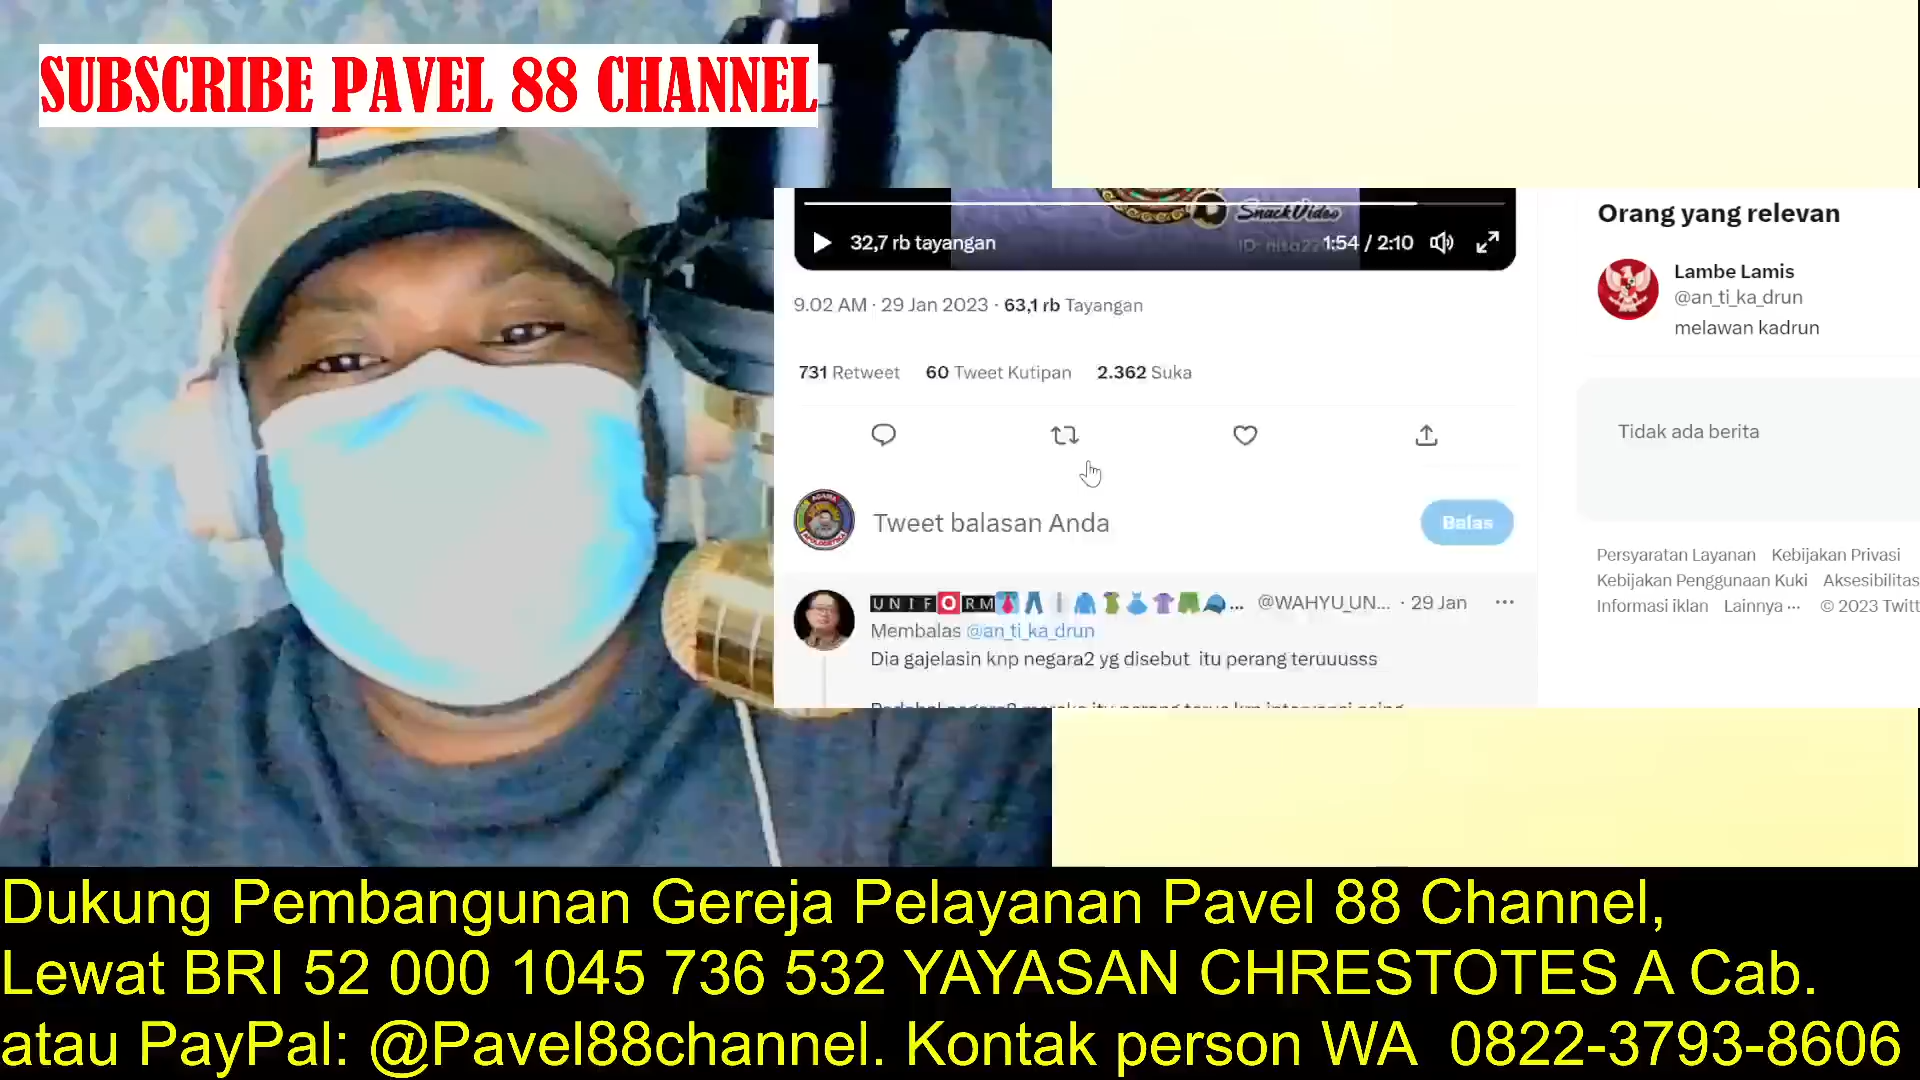 SUBSCRIBE PAVEL 88 CHANNEL
SnackVideo
32,7 rb tayangan
1:54 / 2:10
9.02 AM · 29 Jan 2023 · 63,1 rb Tayangan
731 Retweet 60 Tweet Kutipan 2.362 Suka
Tweet balasan Anda
Balas
UNIFORM... @WAHYU_UN... · 29 Jan
Membalas @an_ti_ka_drun
Dia gajelasin knp negara2 yg disebut itu perang teruuusss
Orang yang relevan
Lambe Lamis
@an_ti_ka_drun
melawan kadrun
Tidak ada berita
Persyaratan Layanan Kebijakan Privasi
Kebijakan Penggunaan Kuki Aksesibilitas
Informasi iklan Lainnya ··· © 2023 Twitt
Dukung Pembangunan Gereja Pelayanan Pavel 88 Channel,
Lewat BRI 52 000 1045 736 532 YAYASAN CHRESTOTES A Cab.
atau PayPal: @Pavel88channel. Kontak person WA 0822-3793-8606